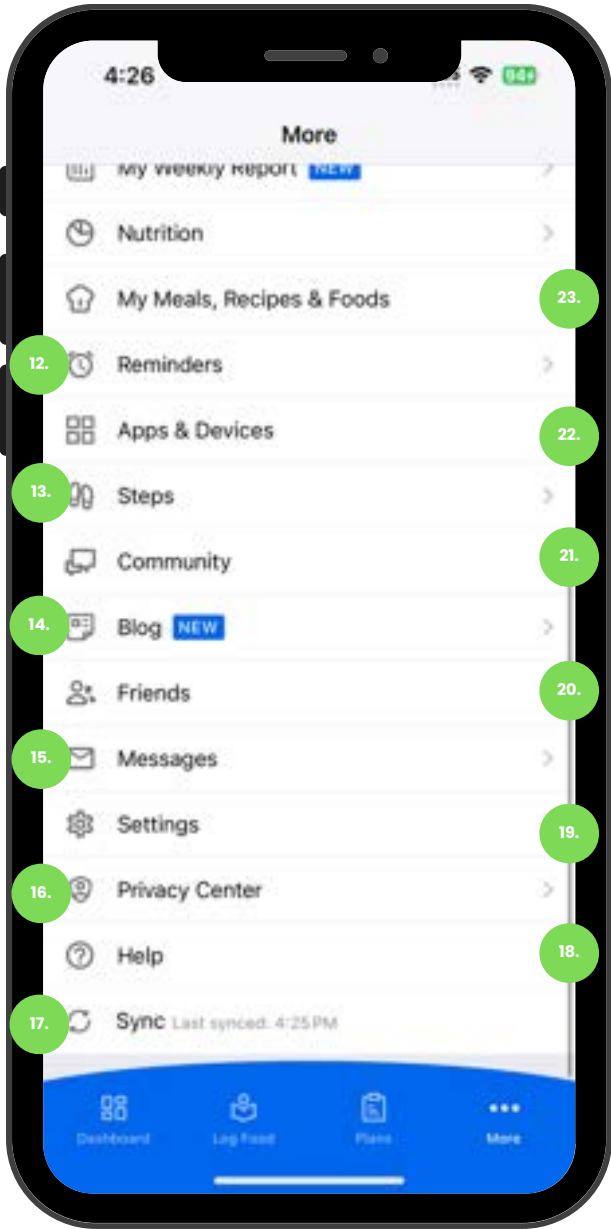 4:26
94+
More
My Weekly Report NEW
Nutrition
My Meals, Recipes & Foods
23.
12.
Reminders
Apps & Devices
22.
13.
Steps
Community
21.
14.
Blog NEW
Friends
20.
15.
Messages
Settings
19.
16.
Privacy Center
Help
18.
17.
Sync Last synced: 4:25 PM
Dashboard Log Food Plans More